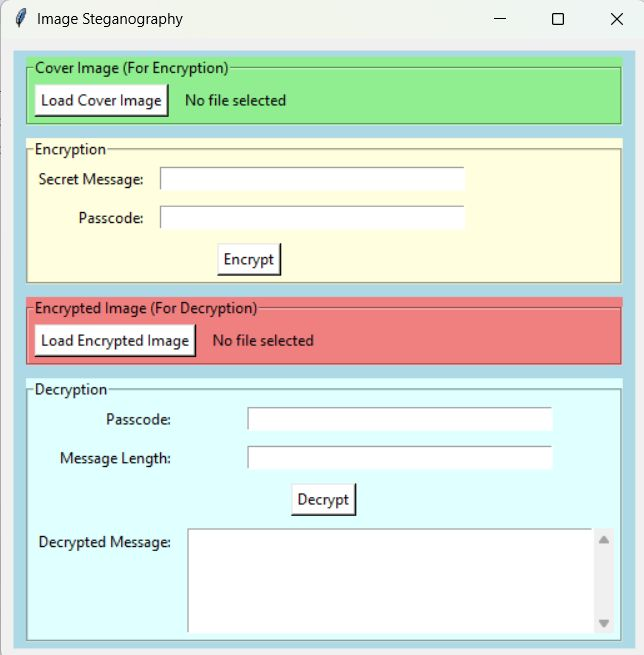 Image Steganography
Cover Image (For Encryption)
Load Cover Image No file selected
Encryption
Secret Message:
Passcode:
Encrypt
Encrypted Image (For Decryption)
Load Encrypted Image No file selected
Decryption
Passcode:
Message Length:
Decrypt
Decrypted Message: